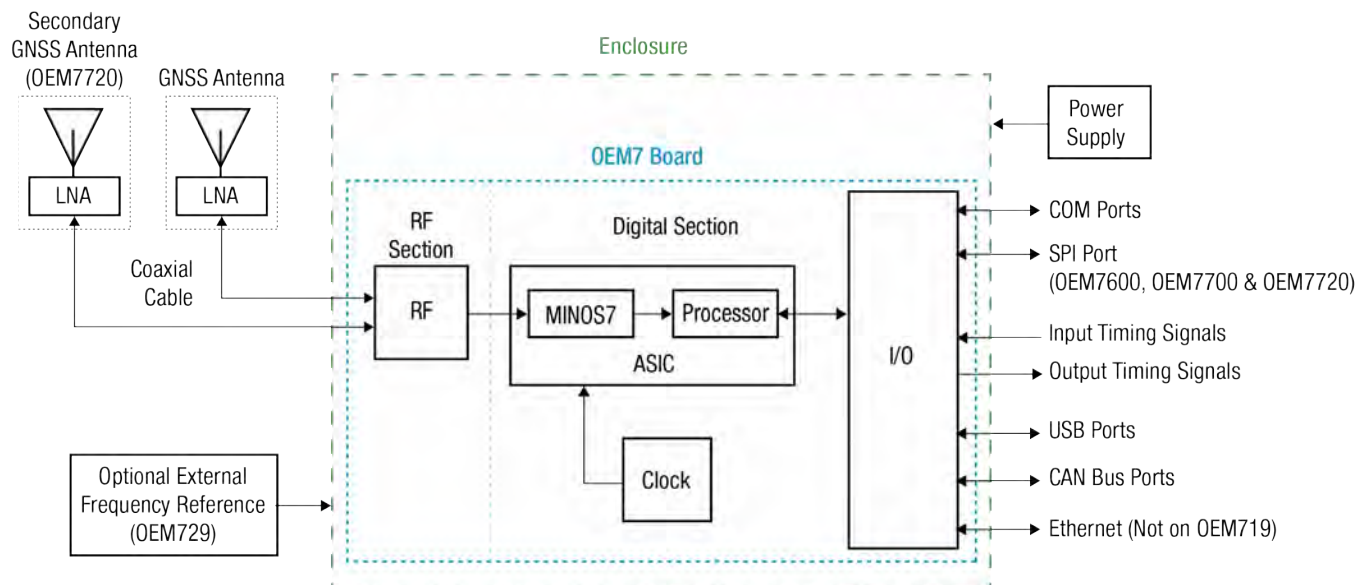 Secondary
GNSS Antenna
(OEM7720)
GNSS Antenna
LNA
LNA
Coaxial
Cable
Enclosure
OEM7 Board
RF
Section
RF
Digital Section
MINOS7
Processor
ASIC
Clock
I/O
Optional External
Frequency Reference
(OEM729)
Power
Supply
COM Ports
SPI Port
(OEM7600, OEM7700 & OEM7720)
Input Timing Signals
Output Timing Signals
USB Ports
CAN Bus Ports
Ethernet (Not on OEM719)